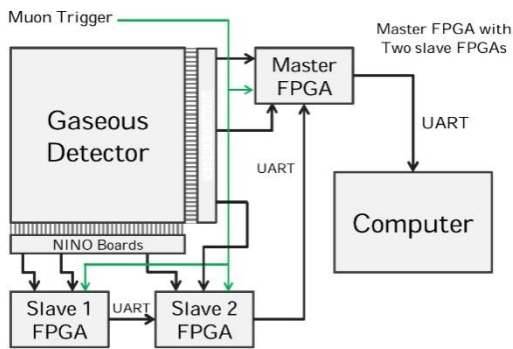 Muon Trigger
Master FPGA with
Two slave FPGAs
Master
FPGA
Gaseous
Detector
UART
UART
Computer
NINO Boards
Slave 1
FPGA
UART
Slave 2
FPGA